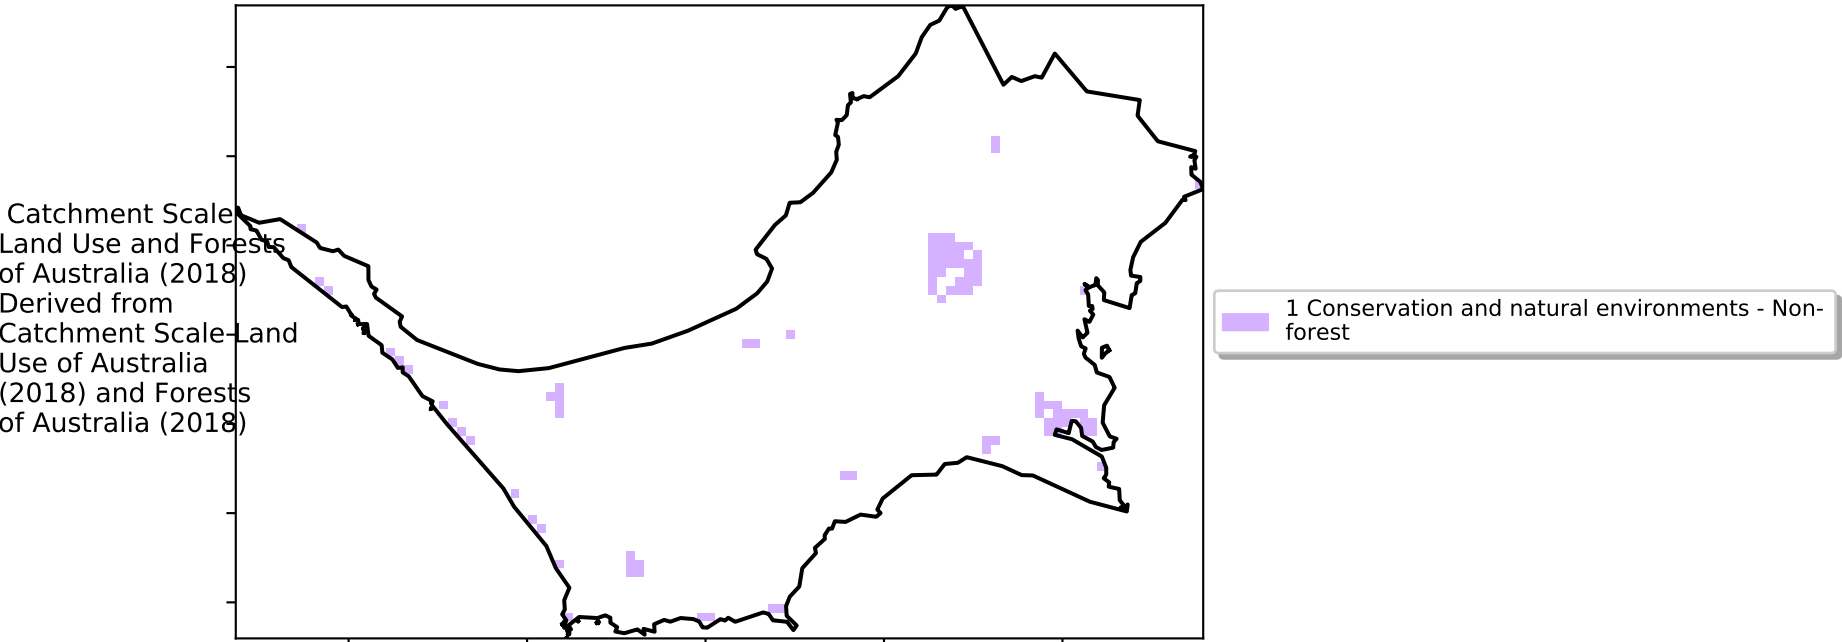 Catchment Scale
Land Use and Forests
of Australia (2018)
Derived from
Catchment Scale Land
Use of Australia
(2018) and Forests
of Australia (2018)
1 Conservation and natural environments - Non-
forest